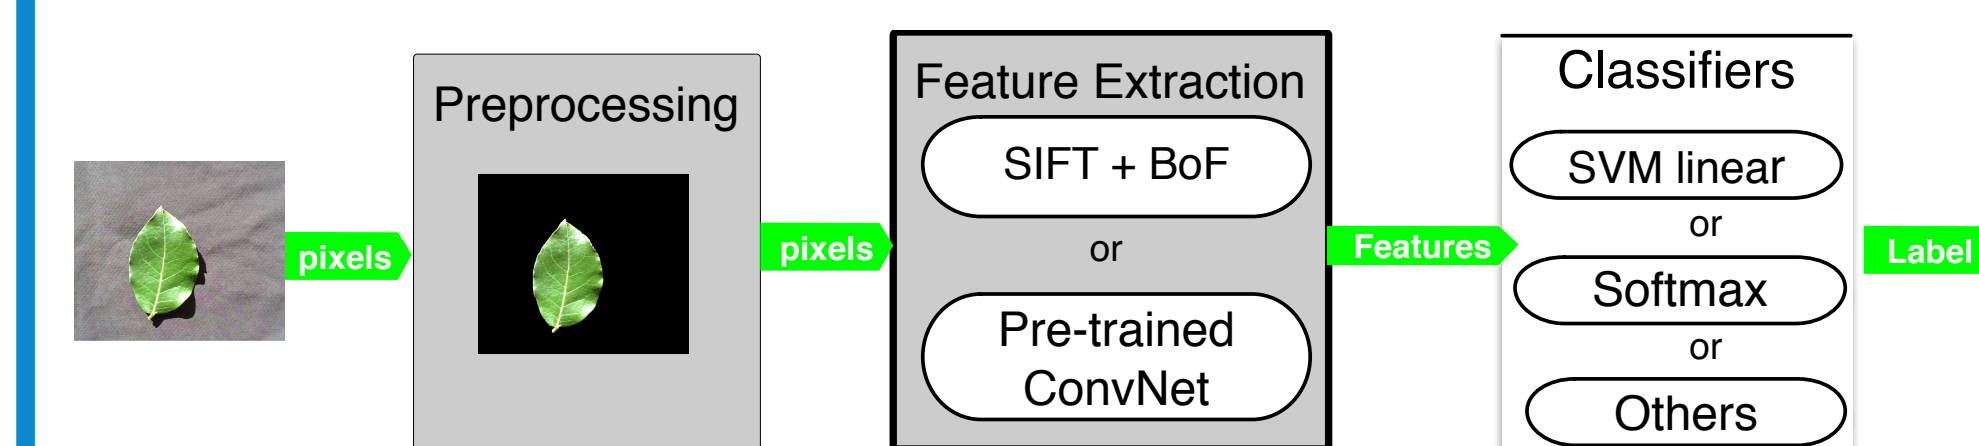 pixels
Preprocessing
pixels
Feature Extraction
SIFT + BoF
or
Pre-trained
ConvNet
Features
Classifiers
SVM linear
or
Softmax
or
Others
Label